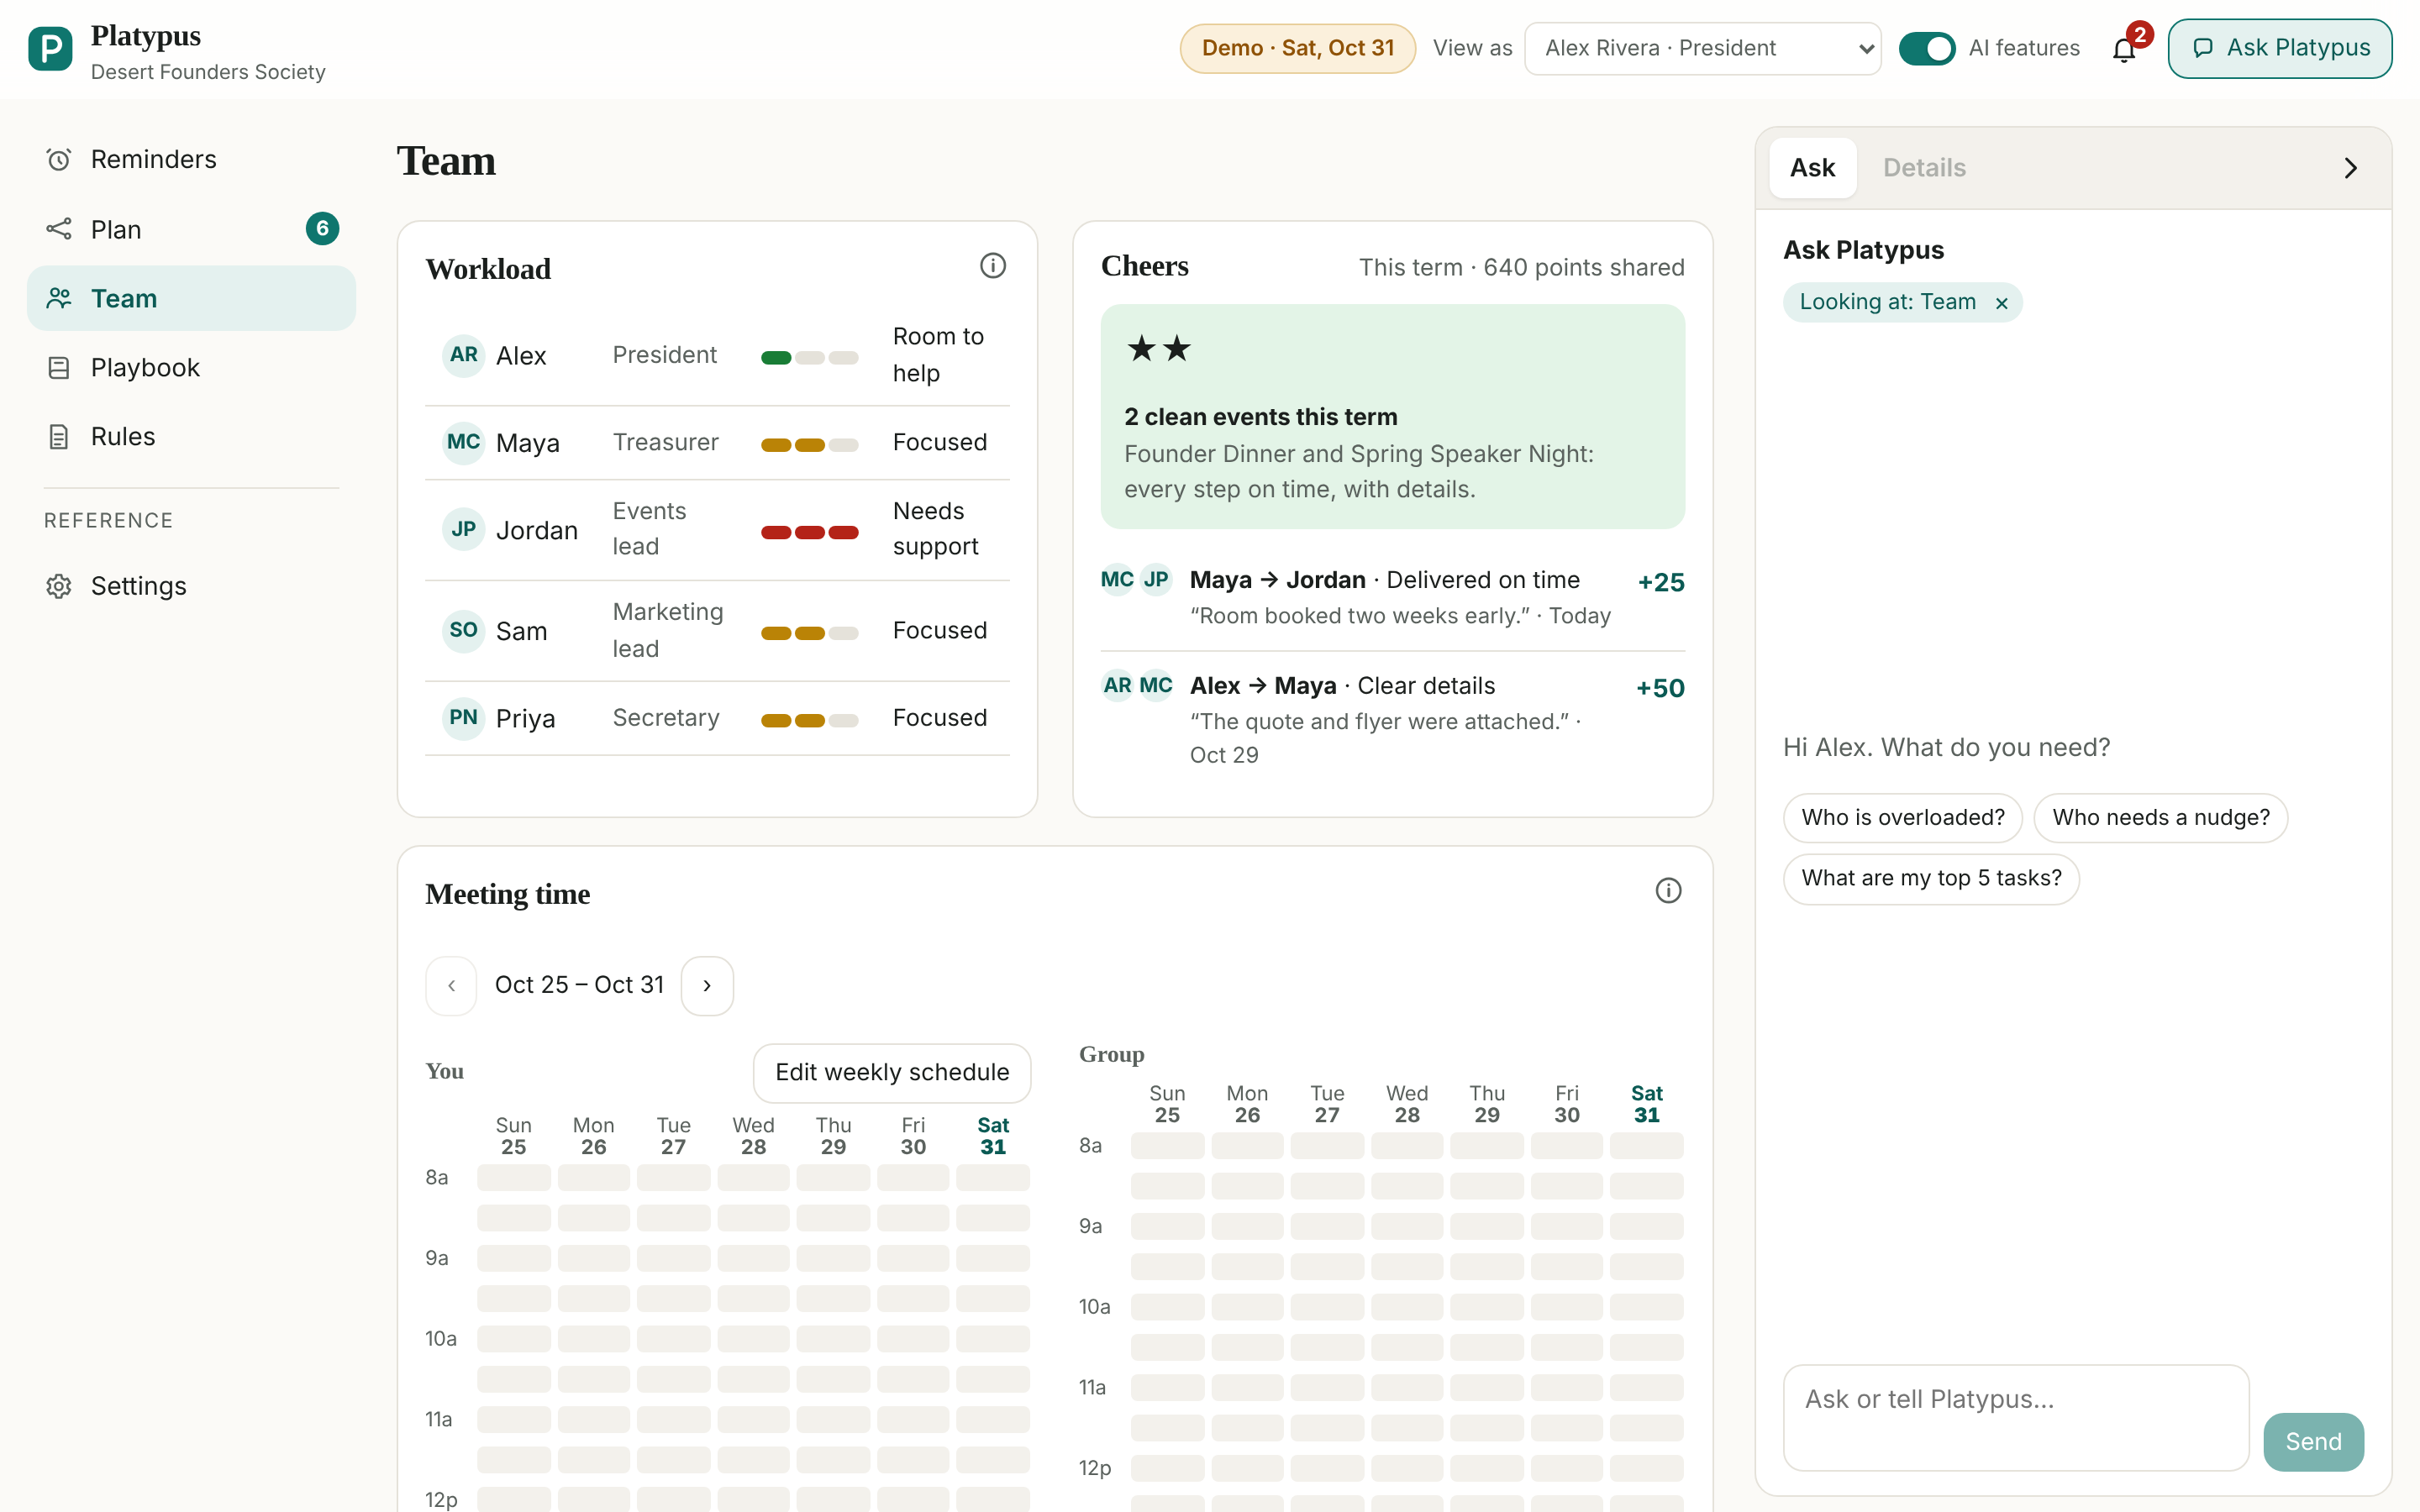 P
Platypus
Desert Founders Society
Demo · Sat, Oct 31
View as
Alex Rivera · President
AI features
2
Ask Platypus
Reminders
Plan
6
Team
Playbook
Rules
REFERENCE
Settings
Team
Workload
AR Alex President Room to help
MC Maya Treasurer Focused
JP Jordan Events lead Needs support
SO Sam Marketing lead Focused
PN Priya Secretary Focused
Cheers
This term · 640 points shared
★★
2 clean events this term
Founder Dinner and Spring Speaker Night:
every step on time, with details.
MC JP Maya → Jordan · Delivered on time +25
“Room booked two weeks early.” · Today
AR MC Alex → Maya · Clear details +50
“The quote and flyer were attached.” ·
Oct 29
Meeting time
‹ Oct 25 – Oct 31 ›
You
Edit weekly schedule
Sun Mon Tue Wed Thu Fri Sat
25 26 27 28 29 30 31
8a
9a
10a
11a
12p
Group
Sun Mon Tue Wed Thu Fri Sat
25 26 27 28 29 30 31
8a
9a
10a
11a
12p
Ask
Details
Ask Platypus
Looking at: Team ×
Hi Alex. What do you need?
Who is overloaded?
Who needs a nudge?
What are my top 5 tasks?
Ask or tell Platypus...
Send